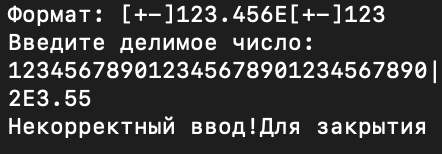 Формат: [+—]123.456E[+—]123
Введите делимое число:
123456789012345678901234567890|
2E3.55
Некорректный ввод!Для закрытия